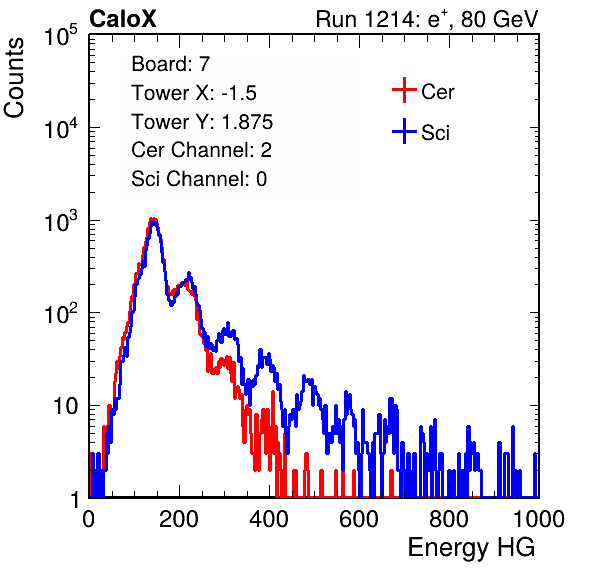 CaloX Run 1214: e⁺, 80 GeV
Counts
Board: 7
Tower X: -1.5
Tower Y: 1.875
Cer Channel: 2
Sci Channel: 0
Cer
Sci
10⁵
10⁴
10³
10²
10
1
0 200 400 600 800 1000
Energy HG